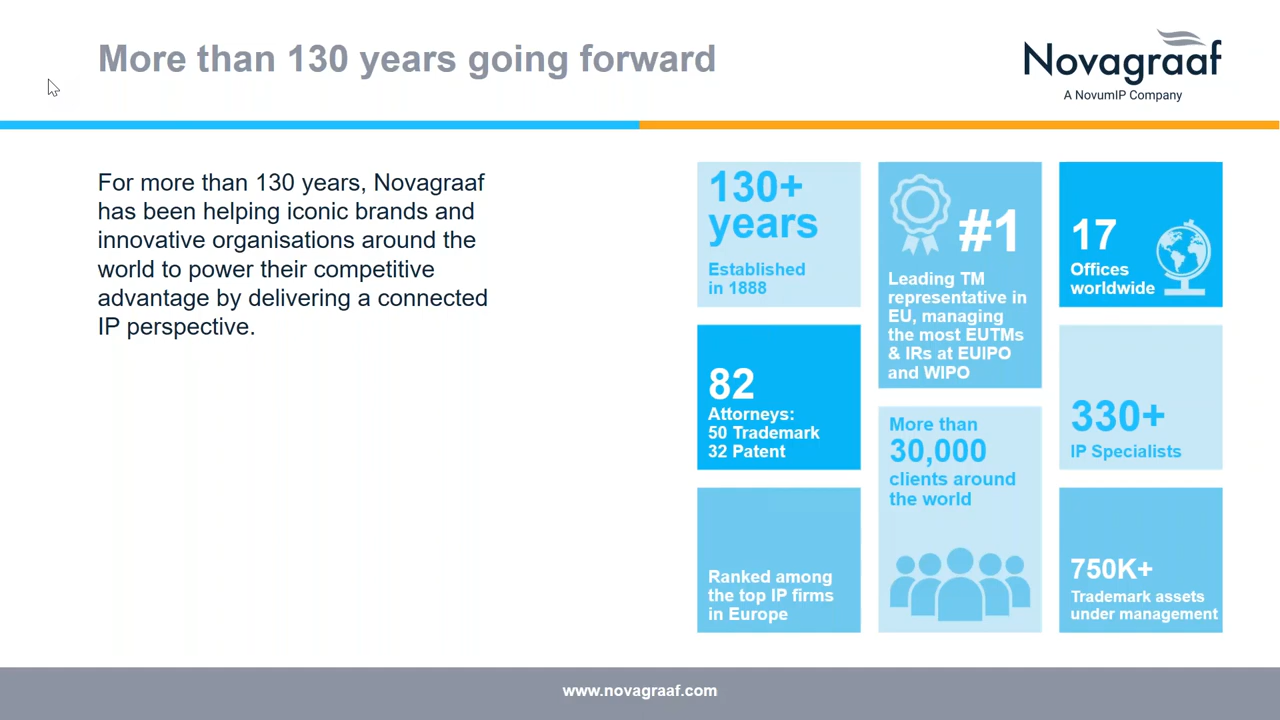 More than 130 years going forward
Novagraaf
A NovumIP Company
For more than 130 years, Novagraaf
has been helping iconic brands and
innovative organisations around the
world to power their competitive
advantage by delivering a connected
IP perspective.
130+
years
Established
in 1888
#1
Leading TM
representative in
EU, managing
the most EUTMs
& IRs at EUIPO
and WIPO
17
Offices
worldwide
82
Attorneys:
50 Trademark
32 Patent
More than
30,000
clients around
the world
330+
IP Specialists
Ranked among
the top IP firms
in Europe
750K+
Trademark assets
under management
www.novagraaf.com